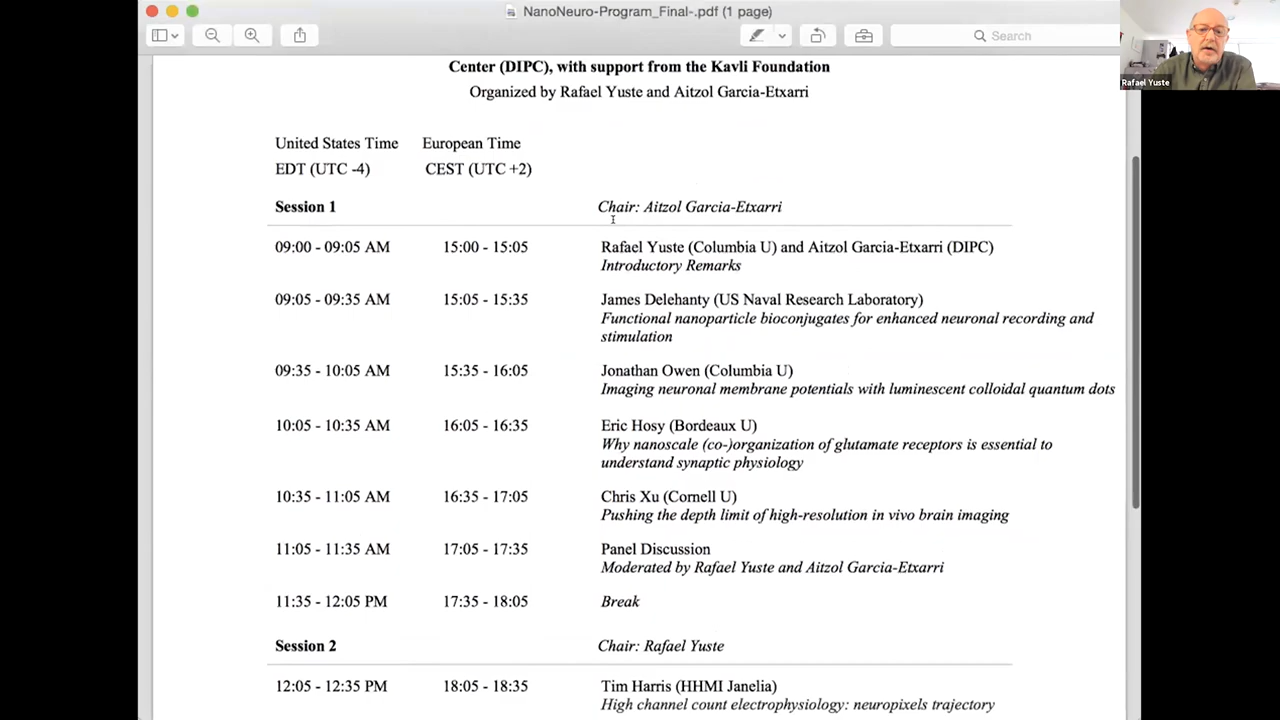 NanoNeuro-Program_Final-.pdf (1 page)
Search
Rafael Yuste
Center (DIPC), with support from the Kavli Foundation
Organized by Rafael Yuste and Aitzol Garcia-Etxarri
United States Time European Time
EDT (UTC -4) CEST (UTC +2)
Session 1 Chair: Aitzol Garcia-Etxarri
09:00 - 09:05 AM 15:00 - 15:05 Rafael Yuste (Columbia U) and Aitzol Garcia-Etxarri (DIPC)
Introductory Remarks
09:05 - 09:35 AM 15:05 - 15:35 James Delehanty (US Naval Research Laboratory)
Functional nanoparticle bioconjugates for enhanced neuronal recording and
stimulation
09:35 - 10:05 AM 15:35 - 16:05 Jonathan Owen (Columbia U)
Imaging neuronal membrane potentials with luminescent colloidal quantum dots
10:05 - 10:35 AM 16:05 - 16:35 Eric Hosy (Bordeaux U)
Why nanoscale (co-)organization of glutamate receptors is essential to
understand synaptic physiology
10:35 - 11:05 AM 16:35 - 17:05 Chris Xu (Cornell U)
Pushing the depth limit of high-resolution in vivo brain imaging
11:05 - 11:35 AM 17:05 - 17:35 Panel Discussion
Moderated by Rafael Yuste and Aitzol Garcia-Etxarri
11:35 - 12:05 PM 17:35 - 18:05 Break
Session 2 Chair: Rafael Yuste
12:05 - 12:35 PM 18:05 - 18:35 Tim Harris (HHMI Janelia)
High channel count electrophysiology: neuropixels trajectory